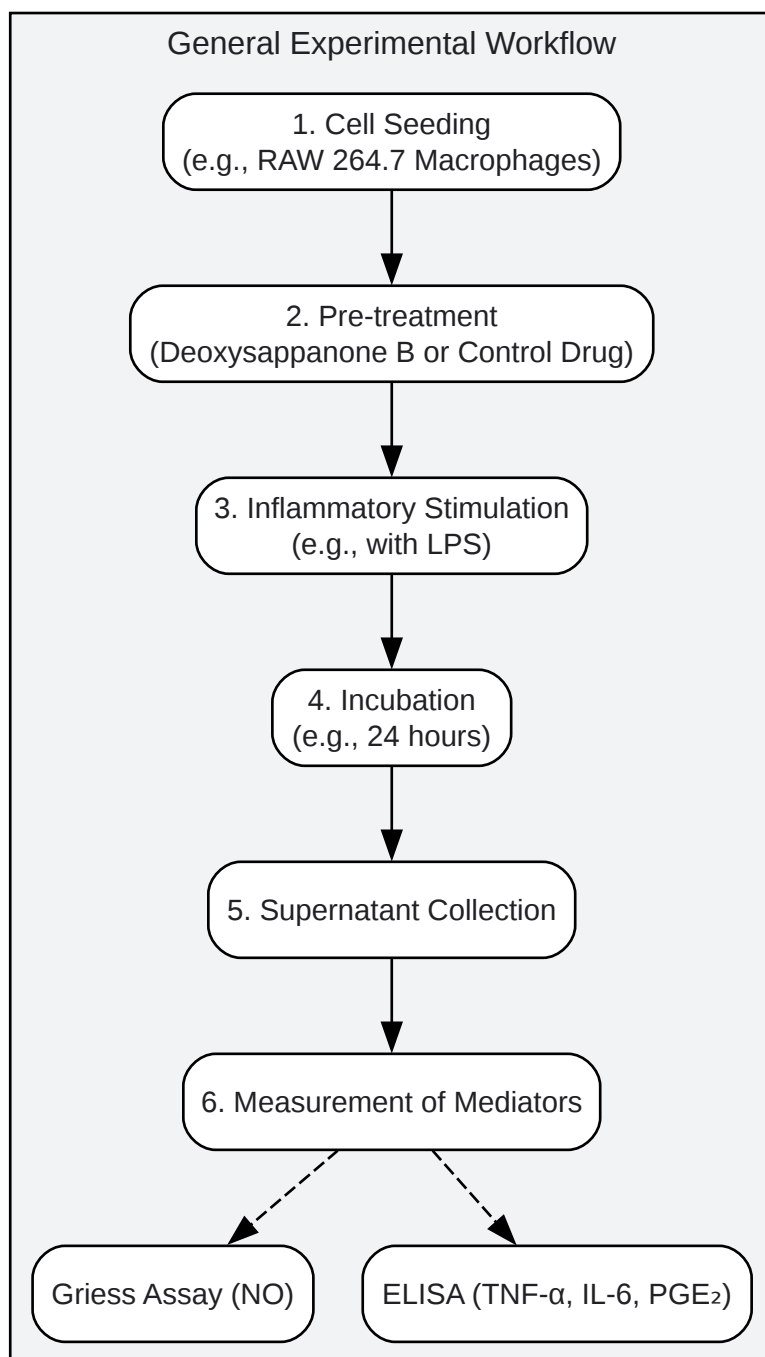 General Experimental Workflow
1. Cell Seeding
(e.g., RAW 264.7 Macrophages)
2. Pre-treatment
(Deoxysappanone B or Control Drug)
3. Inflammatory Stimulation
(e.g., with LPS)
4. Incubation
(e.g., 24 hours)
5. Supernatant Collection
6. Measurement of Mediators
Griess Assay (NO)
ELISA (TNF-α, IL-6, PGE₂)